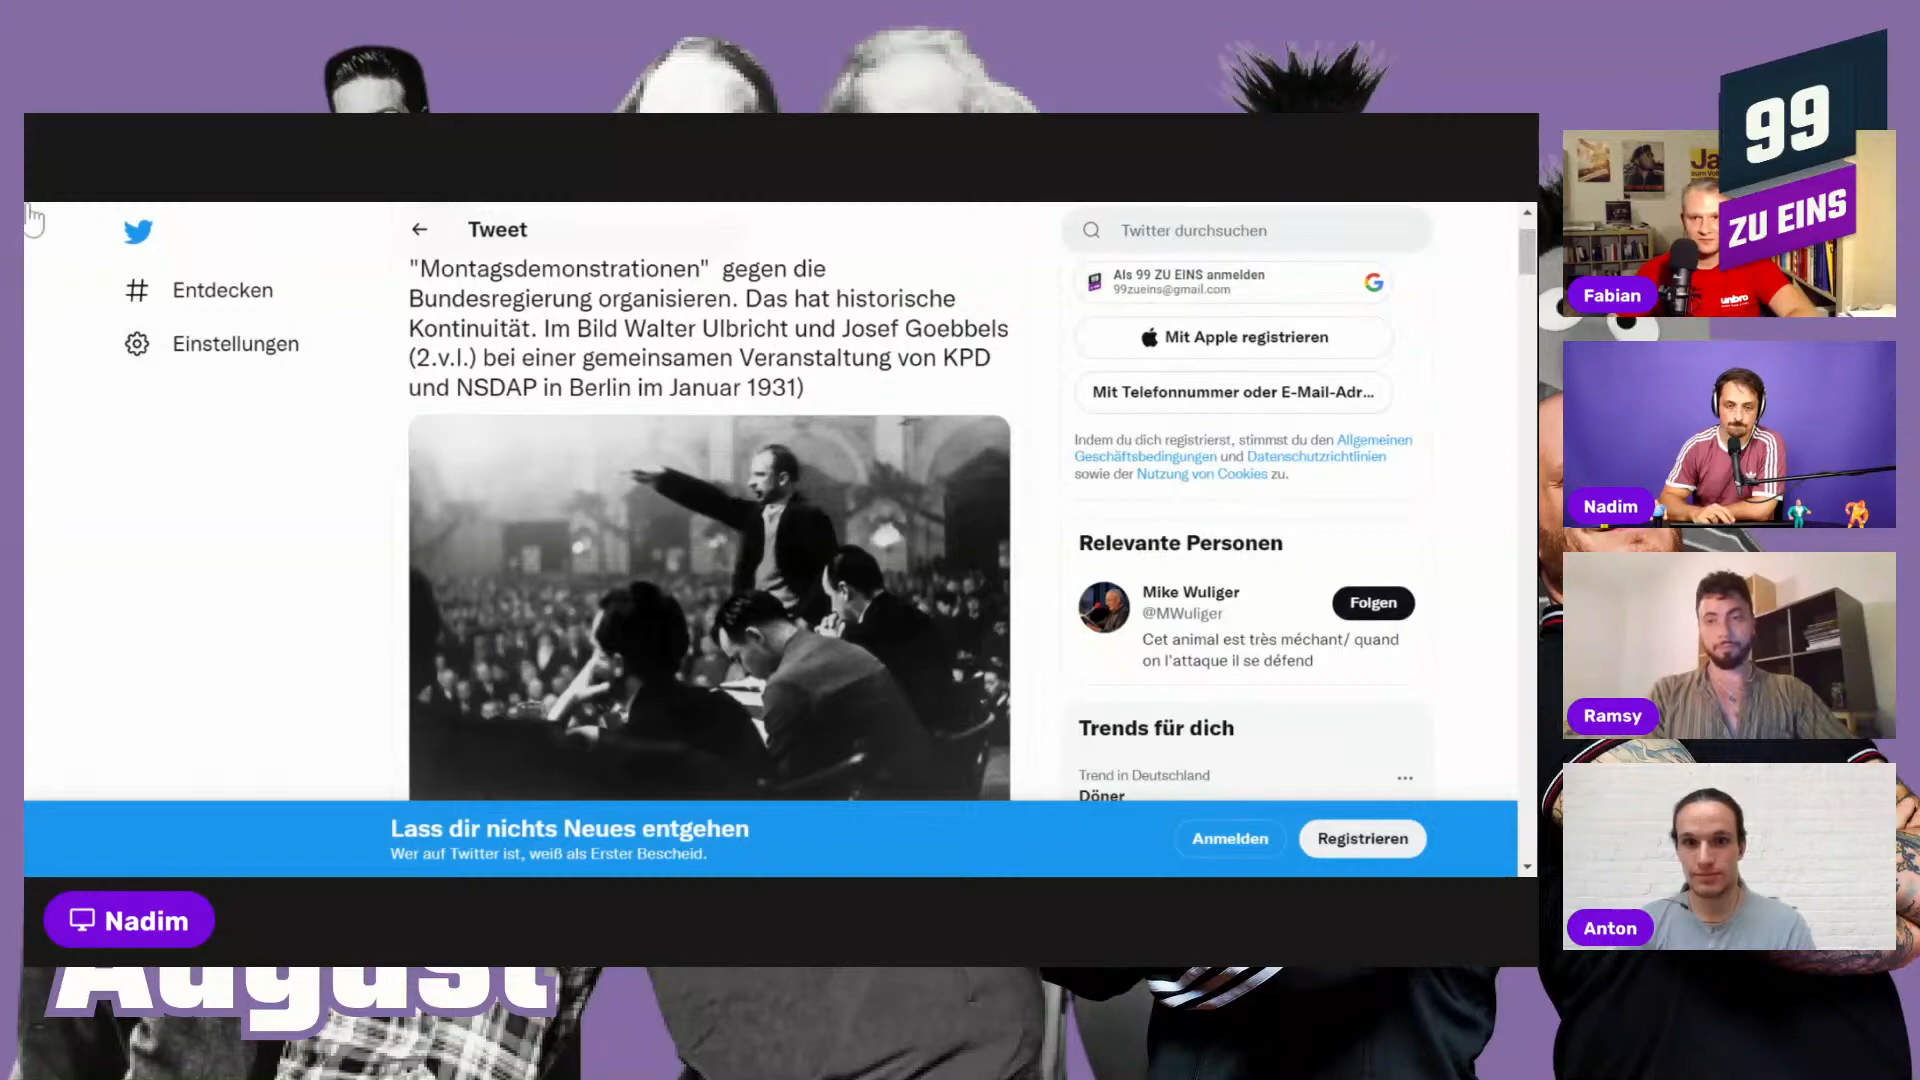 99
ZU EINS
Tweet
Entdecken
Einstellungen
"Montagsdemonstrationen" gegen die
Bundesregierung organisieren. Das hat historische
Kontinuität. Im Bild Walter Ulbricht und Josef Goebbels
(2.v.l.) bei einer gemeinsamen Veranstaltung von KPD
und NSDAP in Berlin im Januar 1931)
Twitter durchsuchen
Als 99 ZU EINS anmelden
99zueins@gmail.com
Mit Apple registrieren
Mit Telefonnummer oder E-Mail-Adr...
Indem du dich registrierst, stimmst du den Allgemeinen
Geschäftsbedingungen und Datenschutzrichtlinien
sowie der Nutzung von Cookies zu.
Relevante Personen
Mike Wuliger
@MWuliger
Folgen
Cet animal est très méchant/ quand
on l'attaque il se défend
Trends für dich
Trend in Deutschland
Döner
Lass dir nichts Neues entgehen
Wer auf Twitter ist, weiß als Erster Bescheid.
Anmelden
Registrieren
Nadim
August
Ja
umbro
Fabian
Nadim
Ramsy
Anton